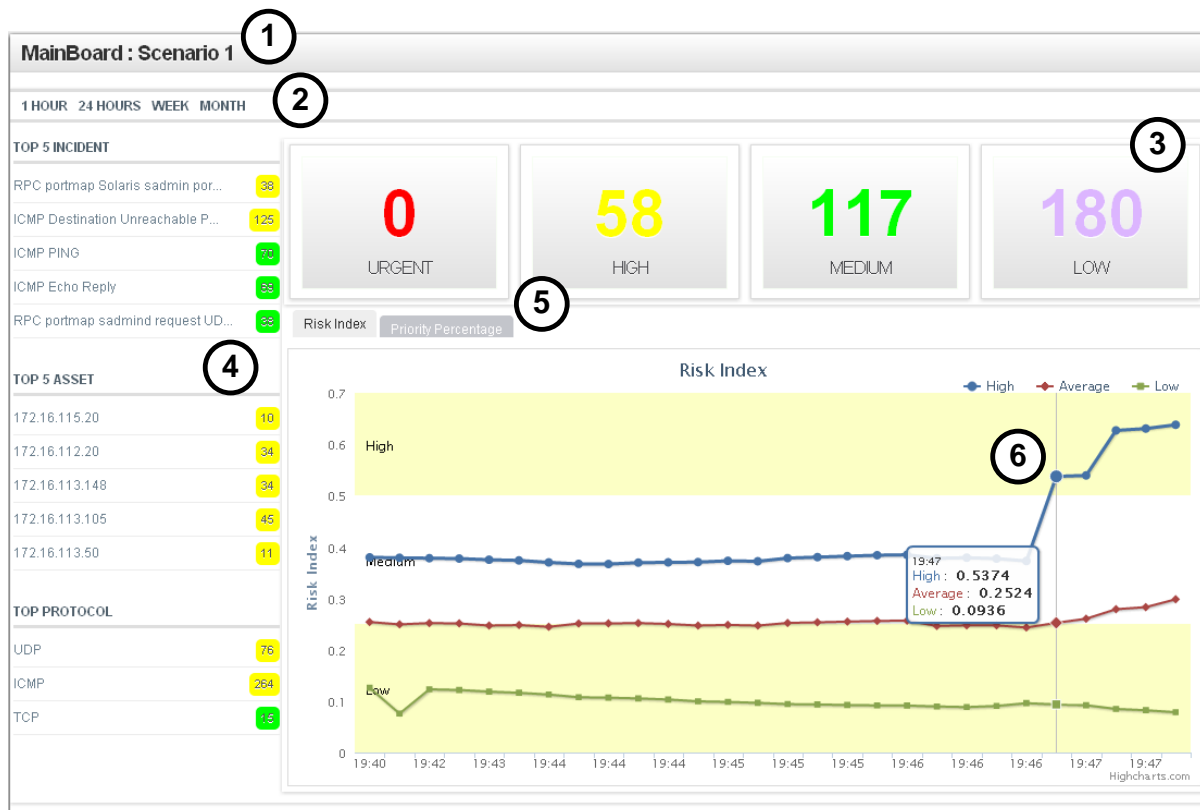 MainBoard : Scenario 1
1
1 HOUR 24 HOURS WEEK MONTH
2
TOP 5 INCIDENT
RPC portmap Solaris sadmin por... 38
ICMP Destination Unreachable P... 125
ICMP PING 70
ICMP Echo Reply
RPC portmap sadmind request UD... 38
4
TOP 5 ASSET
172.16.115.20 10
172.16.112.20 34
172.16.113.148 34
172.16.113.105 45
172.16.113.50 11
TOP PROTOCOL
UDP 76
ICMP 264
TCP 15
3
0
URGENT
58
HIGH
117
MEDIUM
180
LOW
5
Risk Index
Priority Percentage
Risk Index
High Average Low
0.7
0.6
0.5
0.4
0.3
0.2
0.1
0
Risk Index
High
Medium
Low
6
19:47
High : 0.5374
Average : 0.2524
Low : 0.0936
19:40 19:42 19:43 19:44 19:44 19:44 19:44 19:45 19:45 19:46 19:46 19:46 19:47 19:47
Highcharts.com